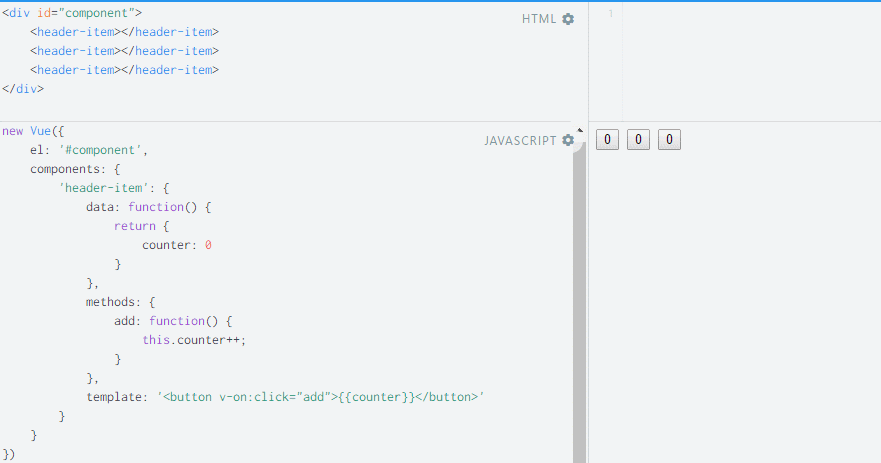 <div id="component">
    <header-item></header-item>
    <header-item></header-item>
    <header-item></header-item>
</div>
HTML
1
new Vue({
    el: '#component',
    components: {
        'header-item': {
            data: function() {
                return {
                    counter: 0
                }
            },
            methods: {
                add: function() {
                    this.counter++;
                }
            },
            template: '<button v-on:click="add">{{counter}}</button>'
        }
    }
})
JAVASCRIPT
0 0 0